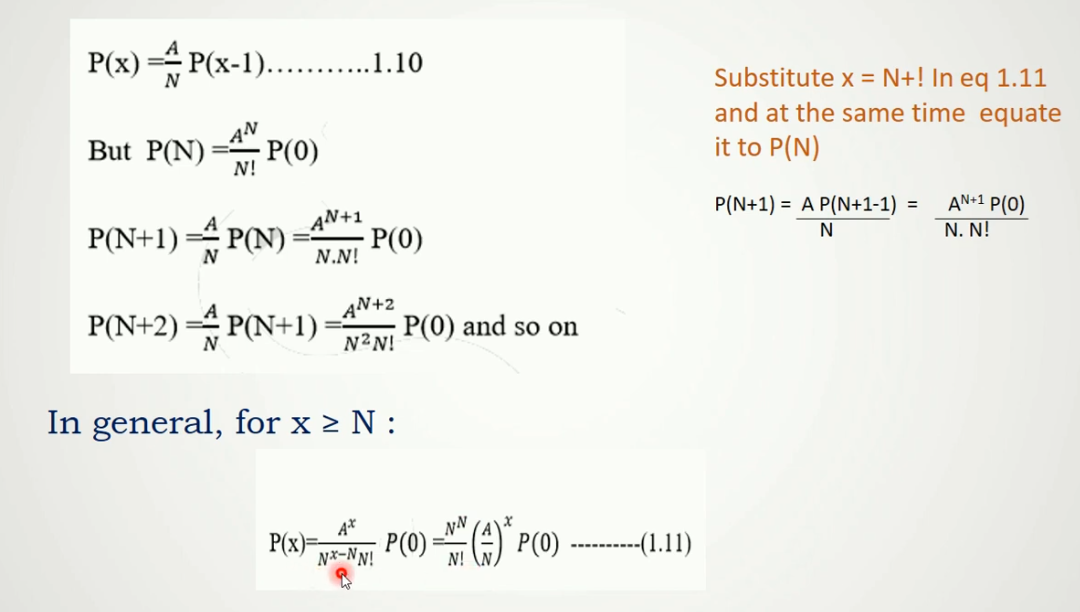 P(x) = A/N P(x-1)...........1.10
But P(N) = A^N/N! P(0)
P(N+1) = A/N P(N) = A^(N+1)/N.N! P(0)
P(N+2) = A/N P(N+1) = A^(N+2)/N²N! P(0) and so on
Substitute x = N+! In eq 1.11
and at the same time equate
it to P(N)
P(N+1) = A P(N+1-1)/N = A^(N+1) P(0)/N. N!
In general, for x ≥ N :
P(x)= A^x/N^(x−N)N! P(0) = N^N/N! (A/N)^x P(0) ----------(1.11)